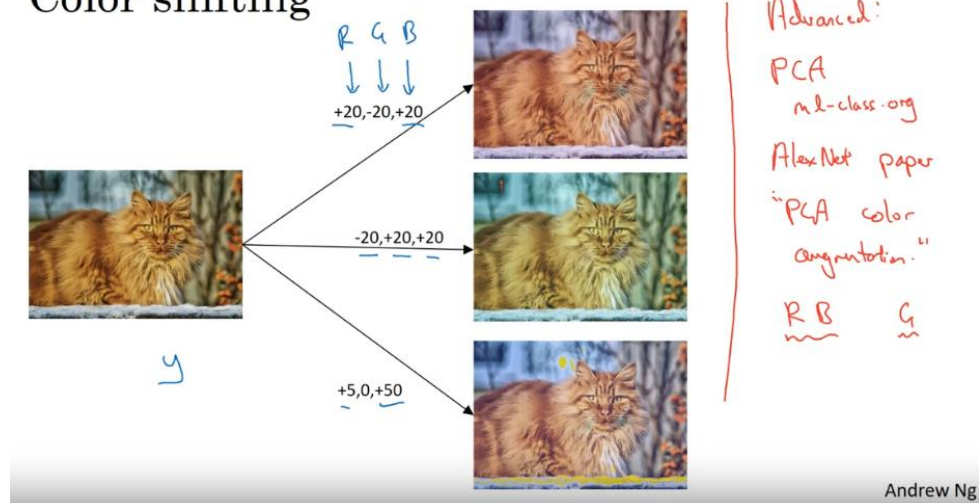 Color shifting
R G B
+20,-20,+20
-20,+20,+20
y
+5,0,+50
Advanced:
PCA
ml-class.org
AlexNet paper
"PCA color
augmentation."
R B G
Andrew Ng